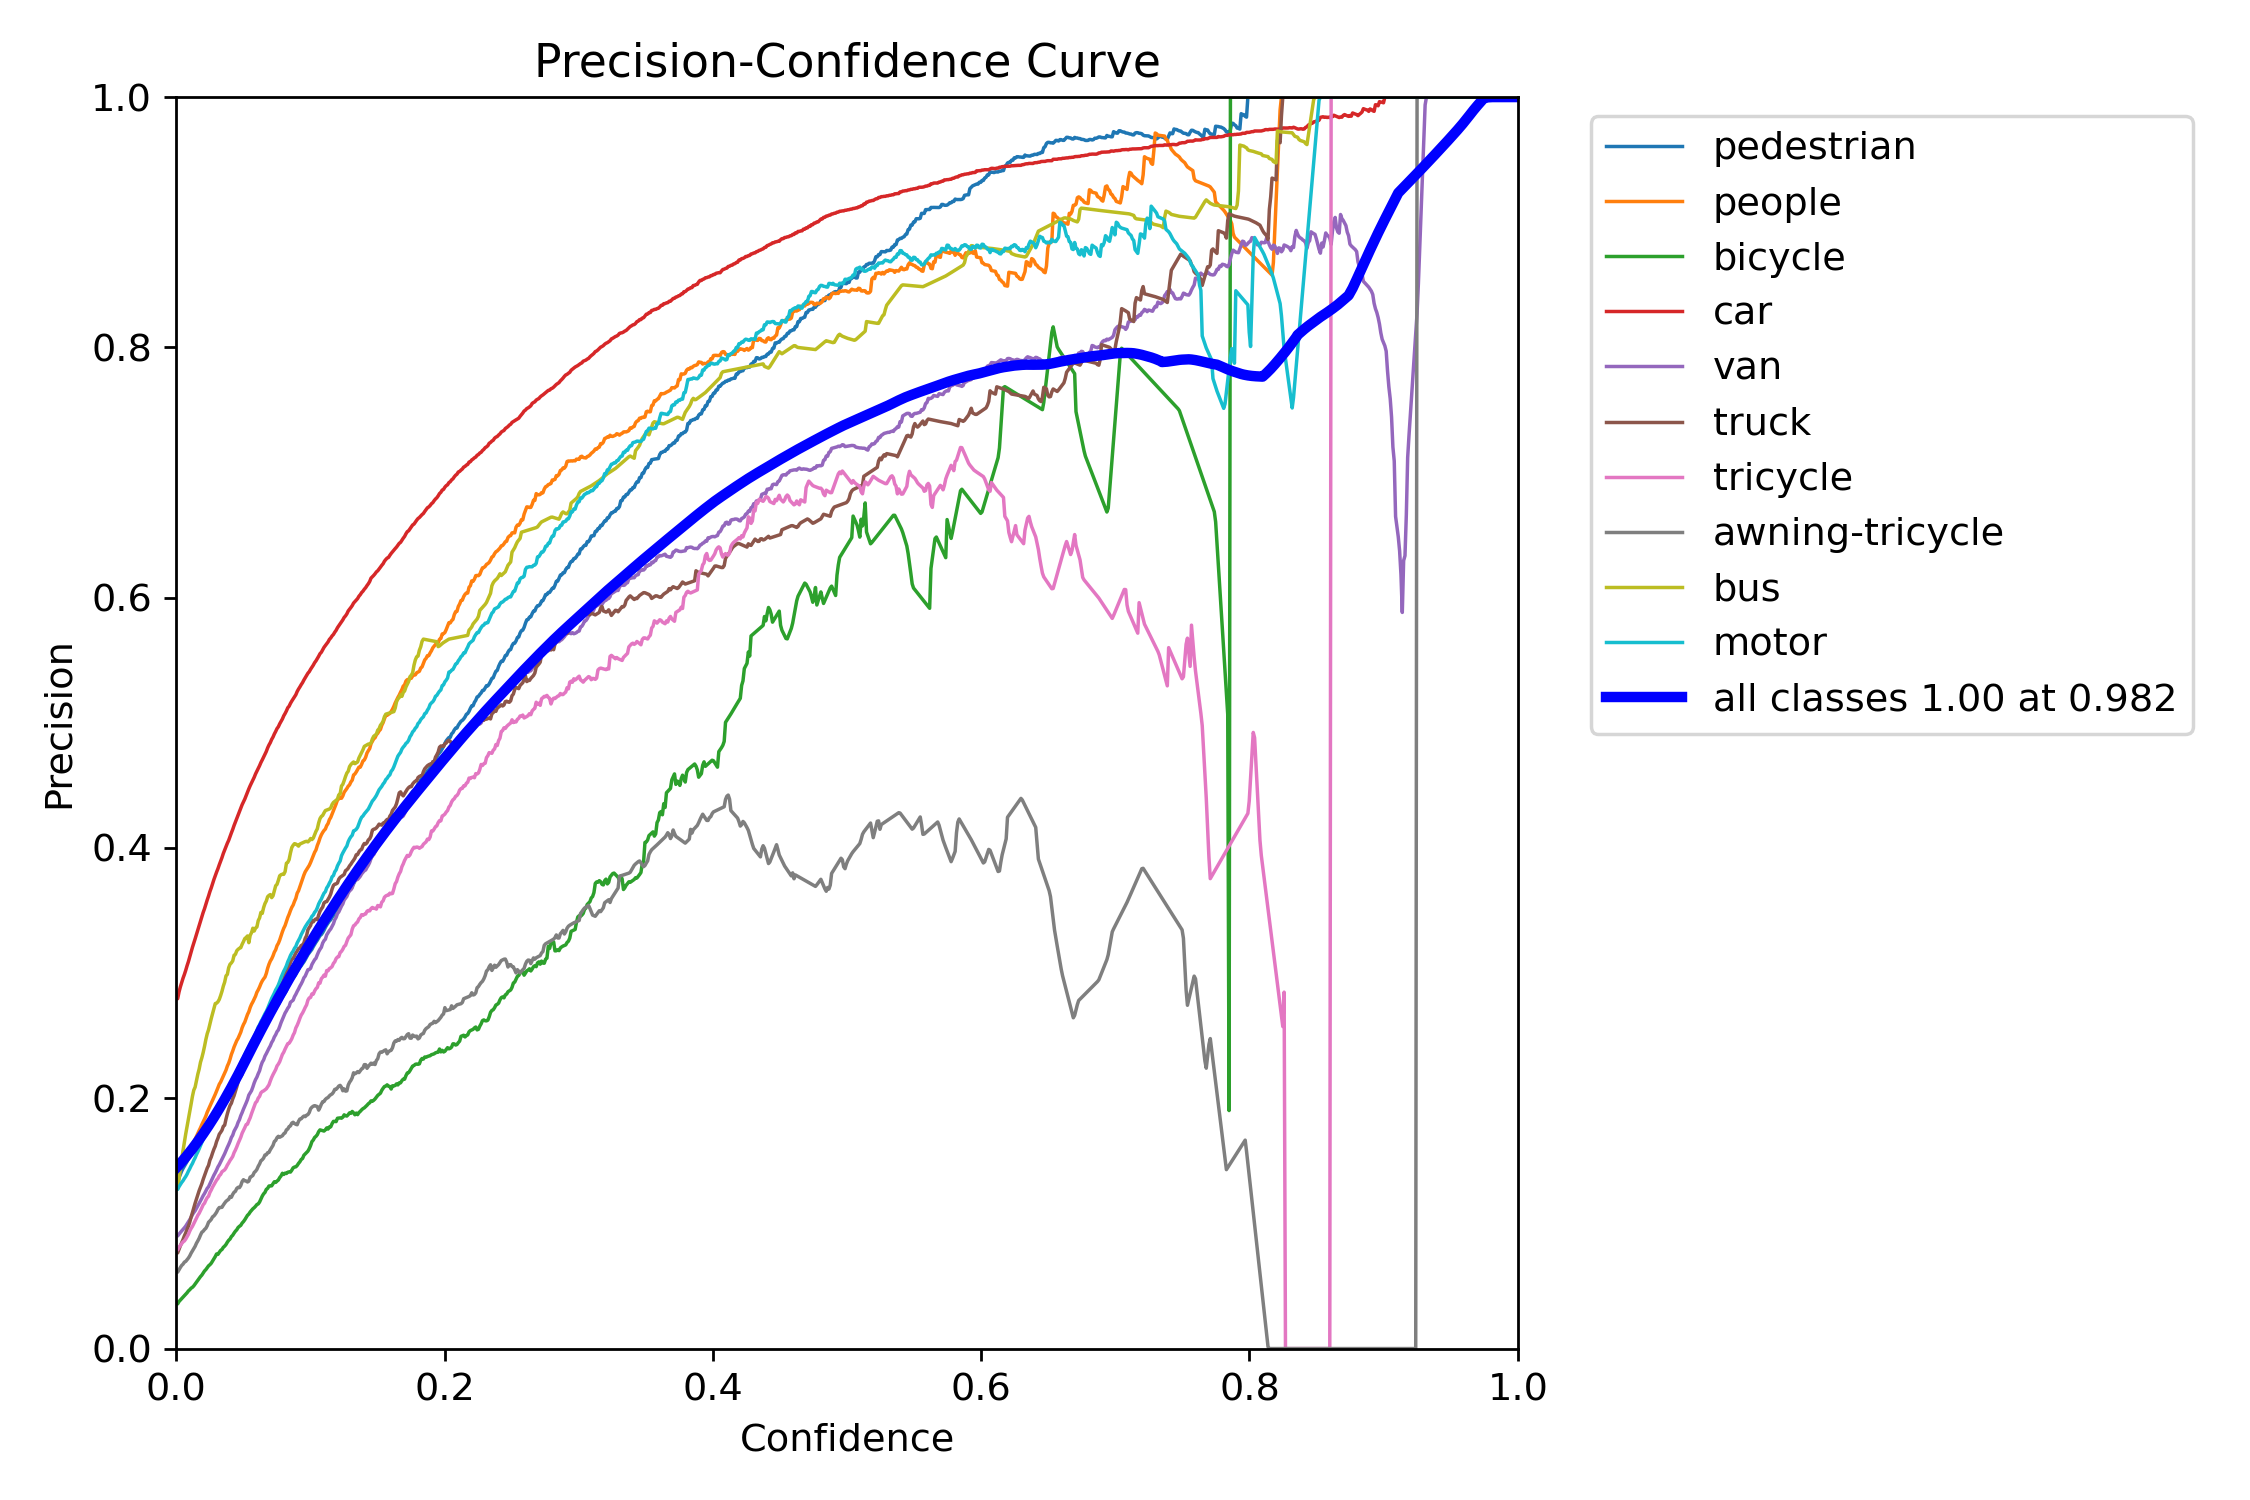 Precision-Confidence Curve
1.0
0.8
0.6
0.4
0.2
0.0
Precision
0.0 0.2 0.4 0.6 0.8 1.0
Confidence
pedestrian
people
bicycle
car
van
truck
tricycle
awning-tricycle
bus
motor
all classes 1.00 at 0.982